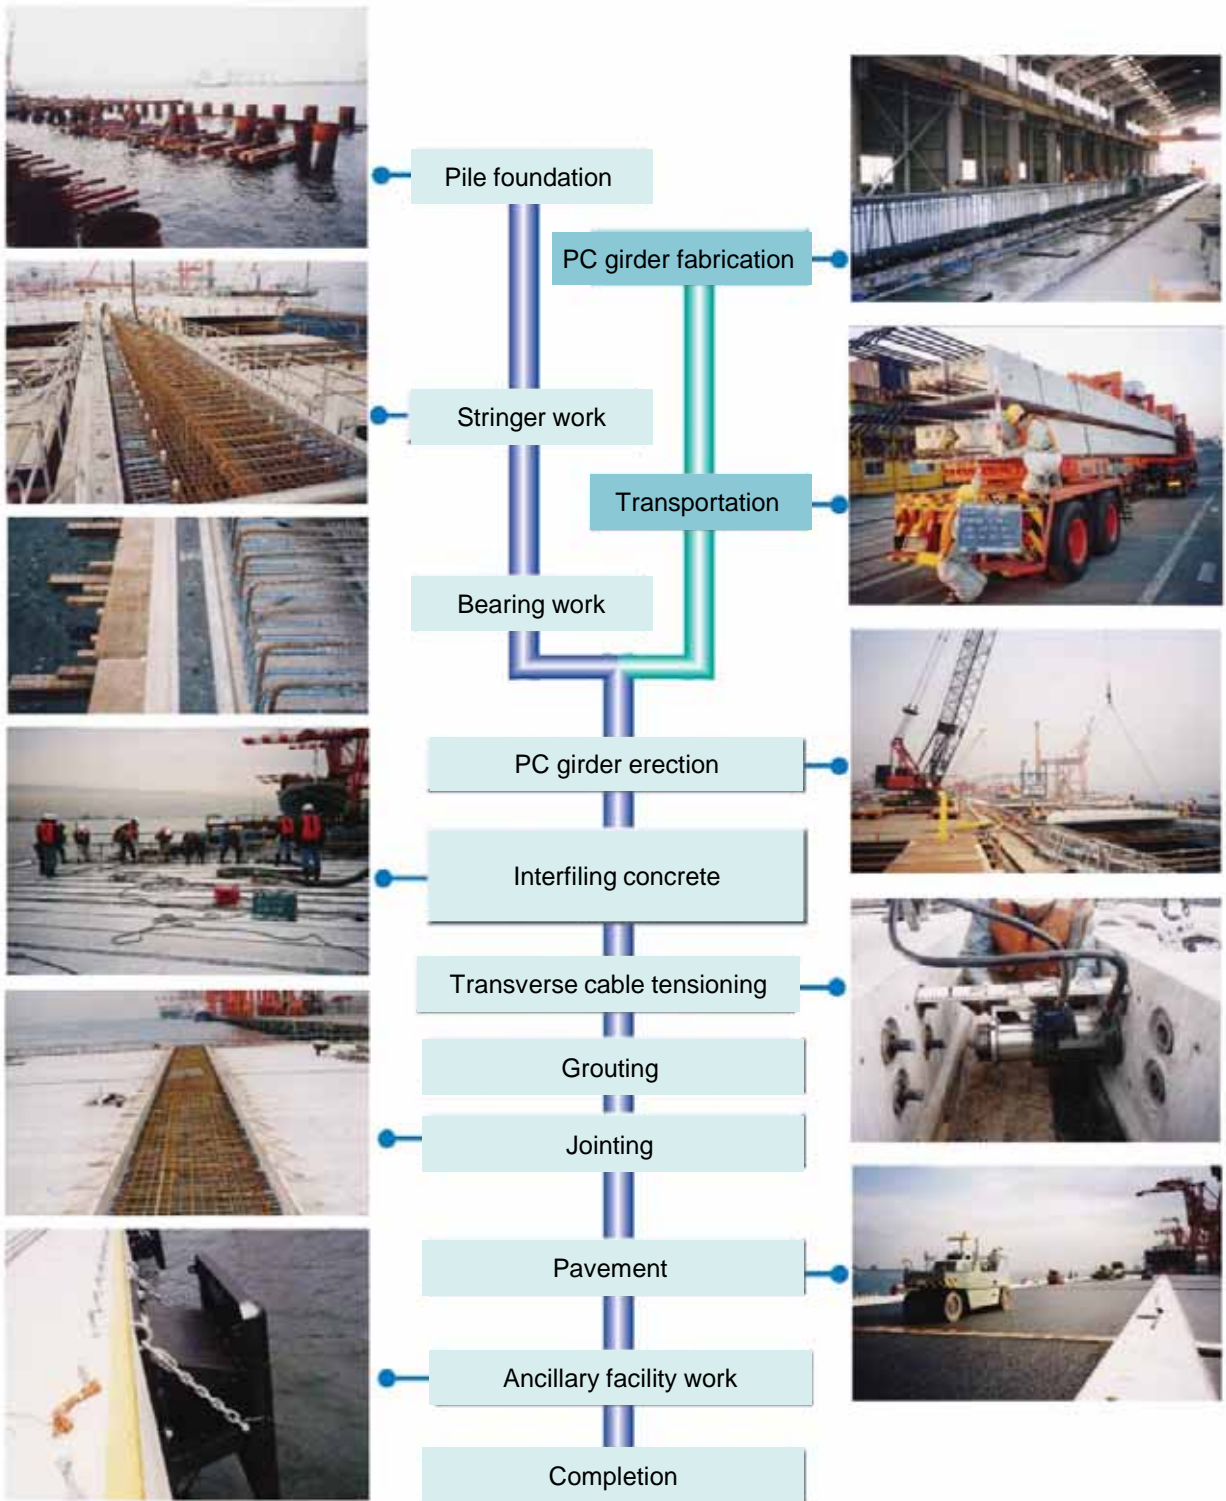 Pile foundation
PC girder fabrication
Stringer work
Transportation
Bearing work
PC girder erection
Interfiling concrete
Transverse cable tensioning
Grouting
Jointing
Pavement
Ancillary facility work
Completion